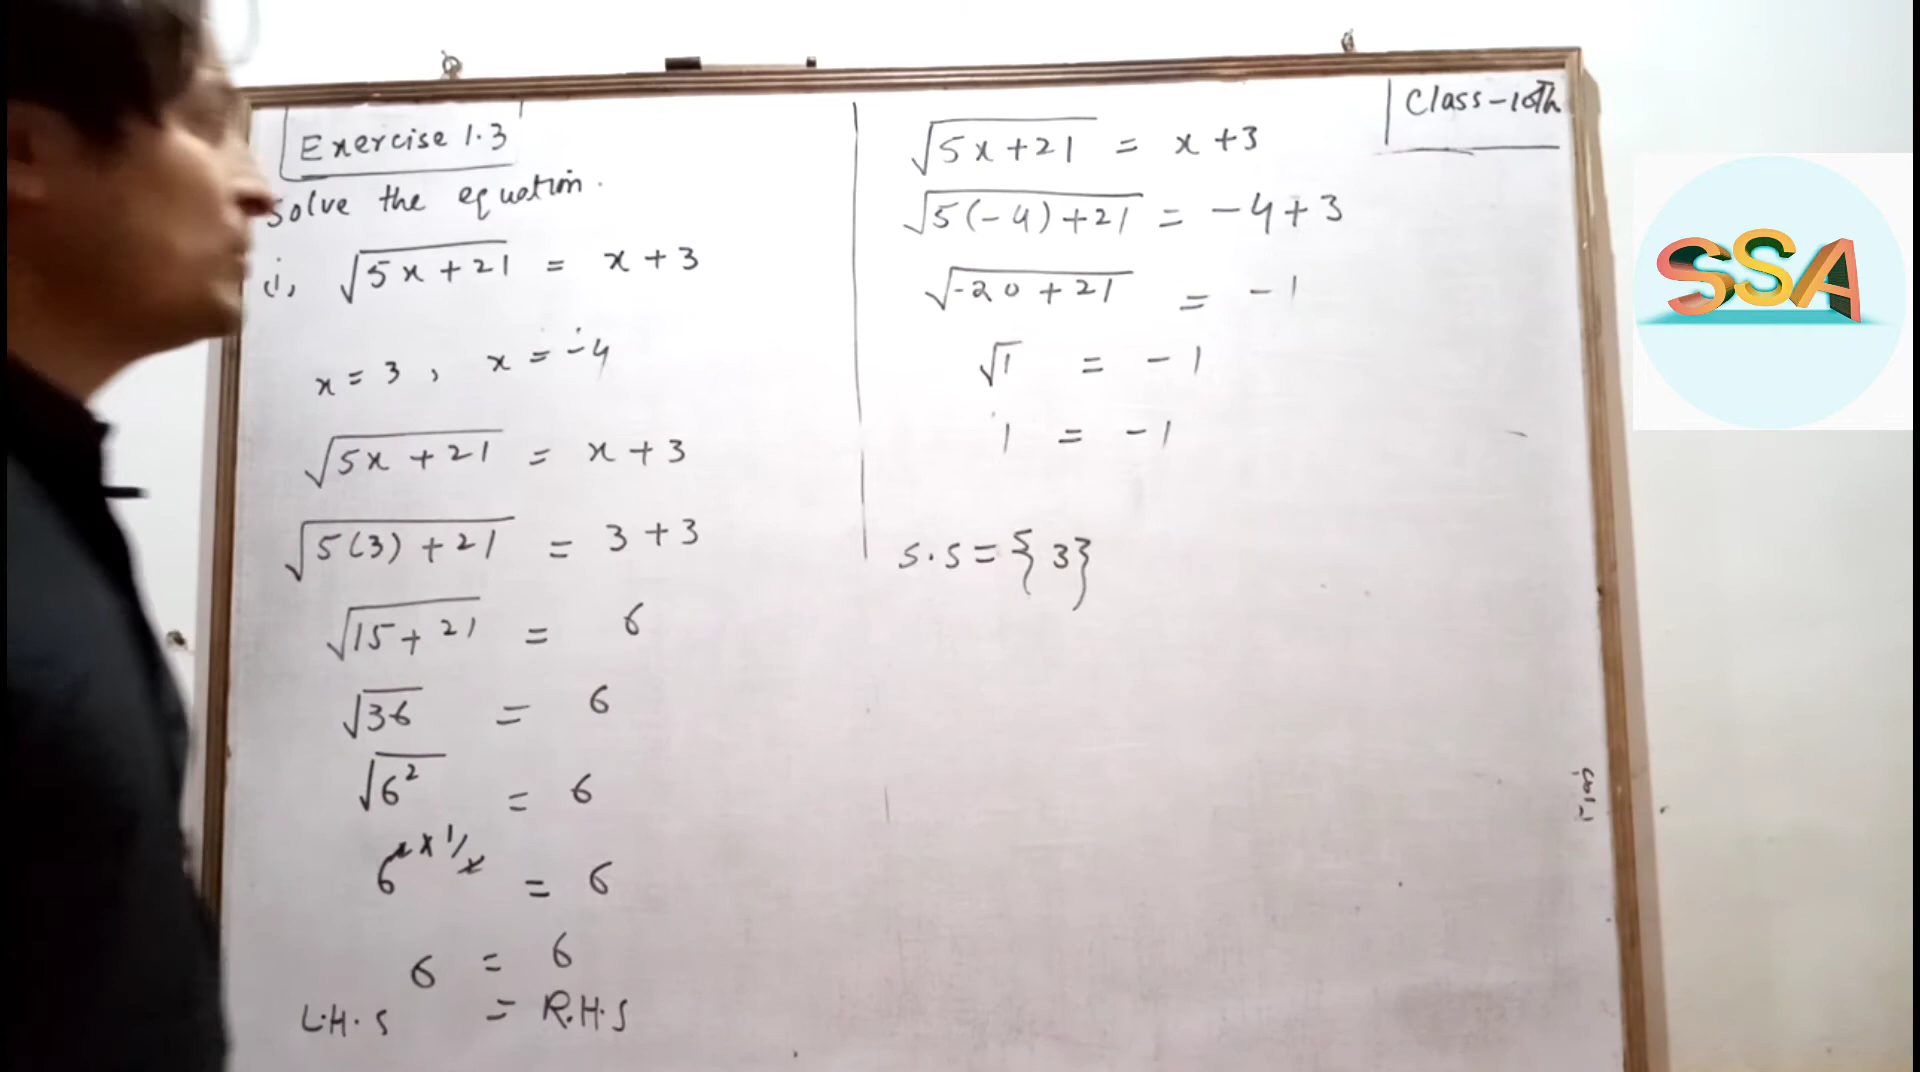 Exercise 1.3
Solve the equation.
(i, √5x+21 = x+3
x = 3, x = -4
√5x+21 = x+3
√5(3)+21 = 3+3
√15+21 = 6
√36 = 6
√6² = 6
6^2×1/2 = 6
6 = 6
L.H.S = R.H.S
Class-10th
√5x+21 = x+3
√5(-4)+21 = -4+3
√-20+21 = -1
√1 = -1
1 = -1
S.S = {3}
SSA